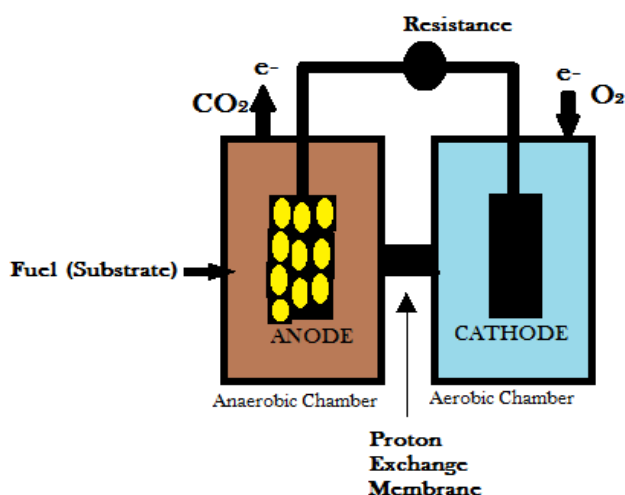 Resistance
e-
CO₂
e-
O₂
Fuel (Substrate)
ANODE
CATHODE
Anaerobic Chamber
Aerobic Chamber
Proton
Exchange
Membrane